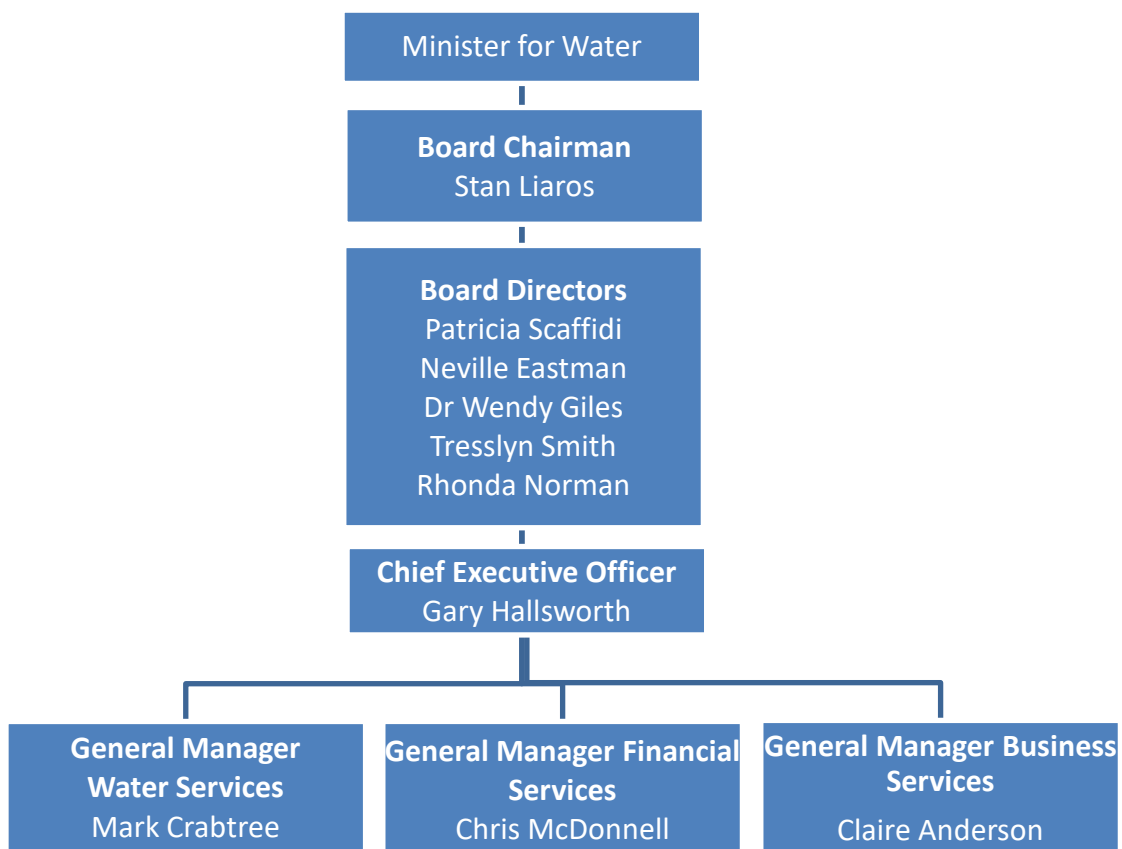 Minister for Water
Board Chairman
Stan Liaros
Board Directors
Patricia Scaffidi
Neville Eastman
Dr Wendy Giles
Tresslyn Smith
Rhonda Norman
Chief Executive Officer
Gary Hallsworth
General Manager
Water Services
Mark Crabtree
General Manager Financial
Services
Chris McDonnell
General Manager Business
Services
Claire Anderson